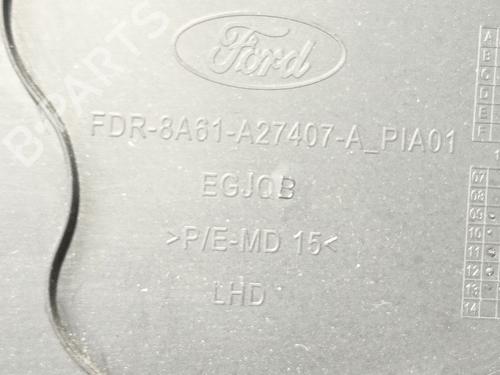 Ford
FDR-8A61-A27407-A_PIA01
EGJQB
>P/E-MD 15<
LHD
B-PARTS
A
B
C
D
E
F
07
08
09
10
11
12
13
14